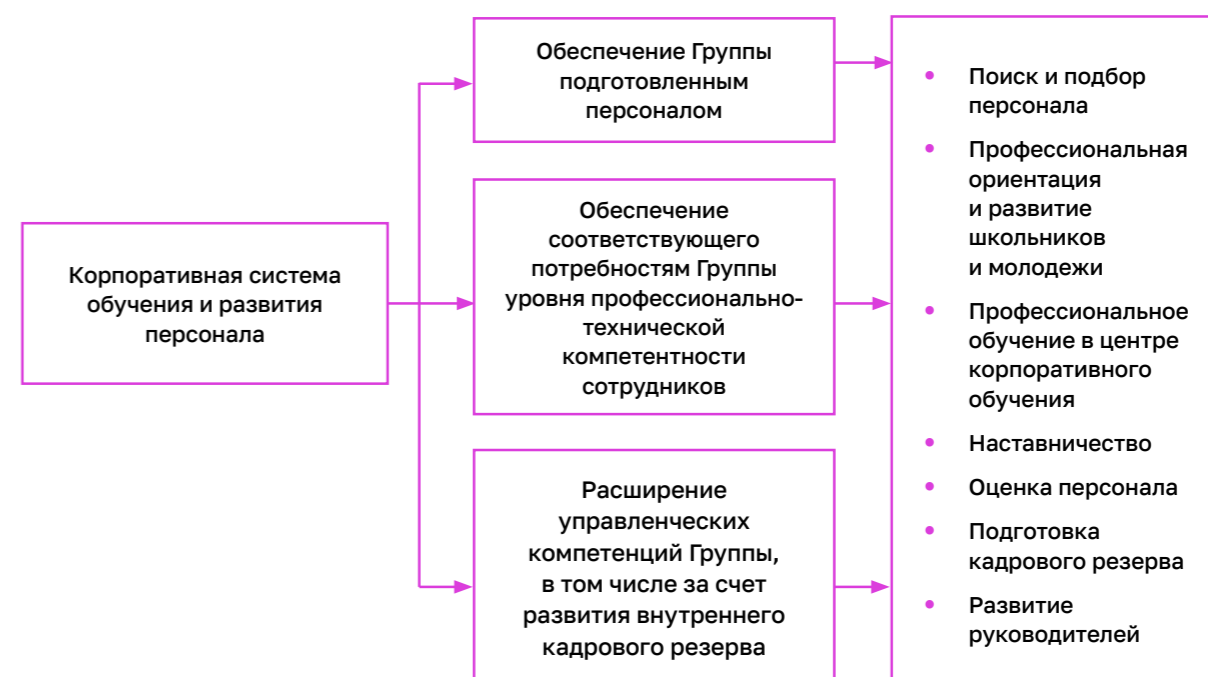 Корпоративная система
обучения и развития
персонала
Обеспечение Группы
подготовленным
персоналом
Обеспечение
соответствующего
потребностям Группы
уровня профессионально-
технической
компетентности
сотрудников
Расширение
управленческих
компетенций Группы,
в том числе за счет
развития внутреннего
кадрового резерва
• Поиск и подбор
персонала
• Профессиональная
ориентация
и развитие
школьников
и молодежи
• Профессиональное
обучение в центре
корпоративного
обучения
• Наставничество
• Оценка персонала
• Подготовка
кадрового резерва
• Развитие
руководителей